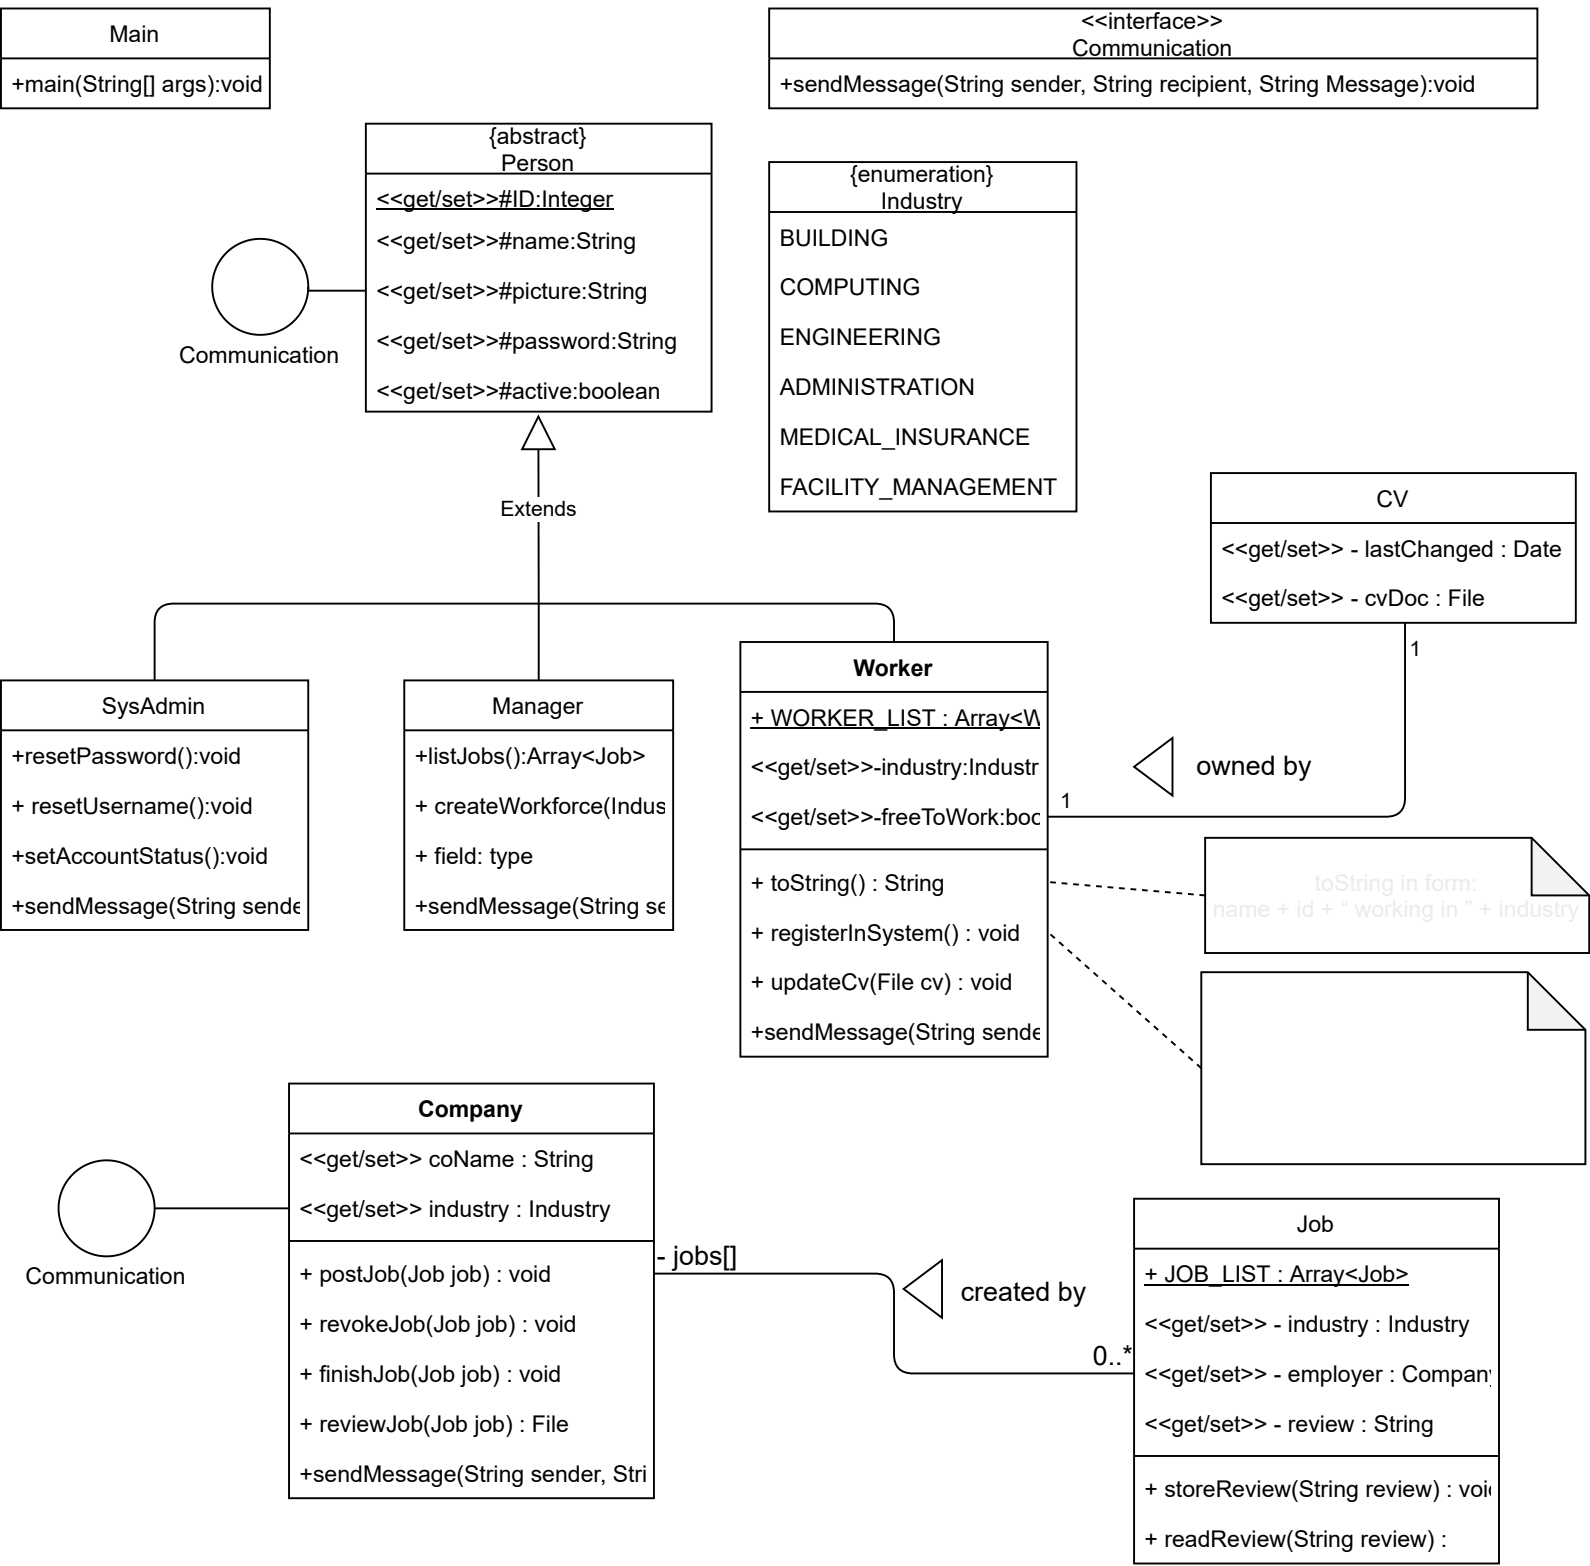 Main
+main(String[] args):void
<<interface>>
Communication
+sendMessage(String sender, String recipient, String Message):void
{abstract}
Person
<<get/set>>#ID:Integer
<<get/set>>#name:String
<<get/set>>#picture:String
<<get/set>>#password:String
<<get/set>>#active:boolean
Communication
{enumeration}
Industry
BUILDING
COMPUTING
ENGINEERING
ADMINISTRATION
MEDICAL_INSURANCE
FACILITY_MANAGEMENT
Extends
CV
<<get/set>> - lastChanged : Date
<<get/set>> - cvDoc : File
1
SysAdmin
+resetPassword():void
+ resetUsername():void
+setAccountStatus():void
+sendMessage(String sende
Manager
+listJobs():Array<Job>
+ createWorkforce(Indus
+ field: type
+sendMessage(String se
Worker
+ WORKER_LIST : Array<W
<<get/set>>-industry:Industr
<<get/set>>-freeToWork:boo
+ toString() : String
+ registerInSystem() : void
+ updateCv(File cv) : void
+sendMessage(String sende
owned by
1
toString in form:
name + id + “ working in ” + industry
Company
<<get/set>> coName : String
<<get/set>> industry : Industry
+ postJob(Job job) : void
+ revokeJob(Job job) : void
+ finishJob(Job job) : void
+ reviewJob(Job job) : File
+sendMessage(String sender, Stri
Communication
- jobs[]
created by
0..*
Job
+ JOB_LIST : Array<Job>
<<get/set>> - industry : Industry
<<get/set>> - employer : Company
<<get/set>> - review : String
+ storeReview(String review) : voi
+ readReview(String review) :